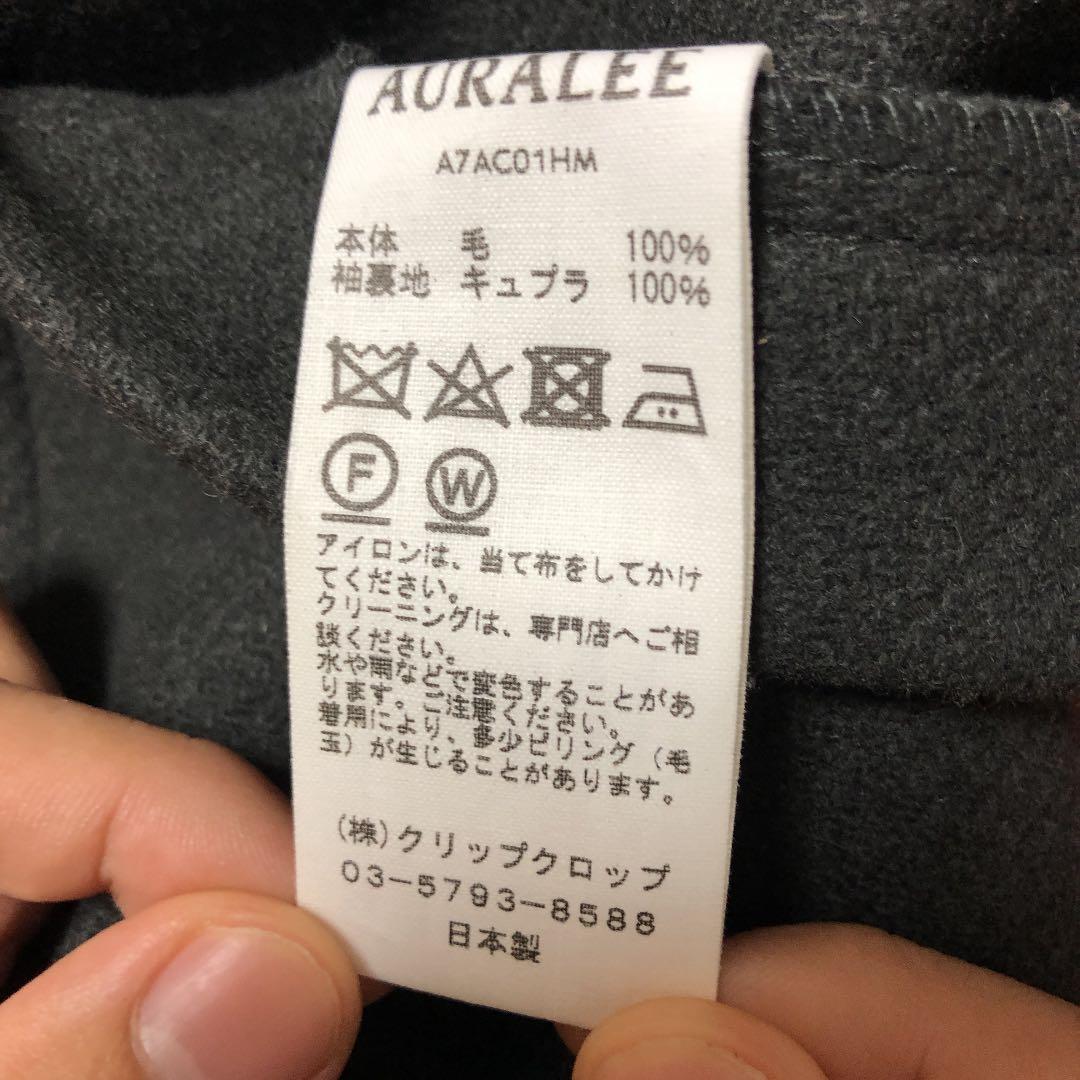 AURALEE
A7AC01HM
本体 毛 100%
袖裏地 キュプラ 100%
F W
アイロンは、当て布をしてかけ
てください。
クリーニングは、専門店へご相
談ください。
水や雨などで変色することがあ
ります。ご注意ください。
着用により、多少ピリング（毛
玉）が生じることがあります。
(株)クリップクロップ
03-5793-8588
日本製